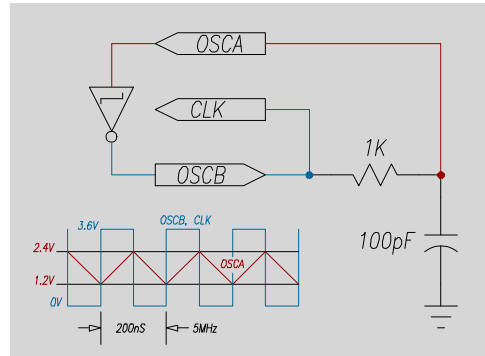 OSCA
CLK
1K
OSCB
100pF
3.6V
OSCB, CLK
2.4V
OSCA
1.2V
0V
200nS
5MHz